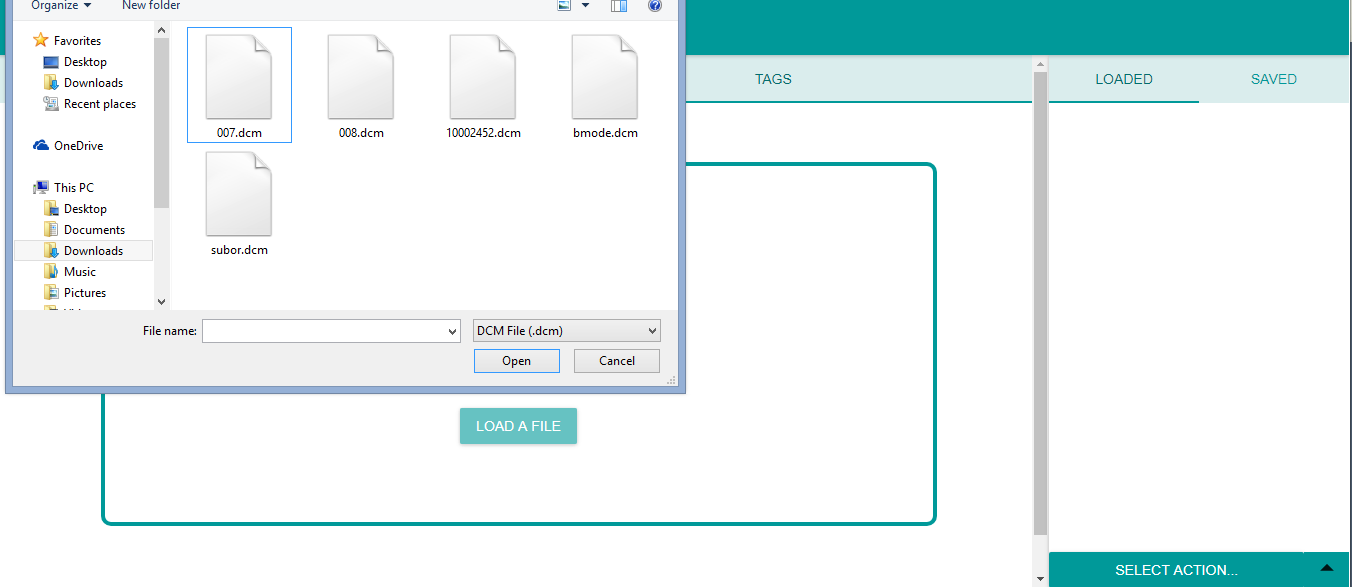 Organize New folder
Favorites
Desktop
Downloads
Recent places
OneDrive
This PC
Desktop
Documents
Downloads
Music
Pictures
007.dcm 008.dcm 10002452.dcm bmode.dcm
subor.dcm
File name: DCM File (.dcm)
Open Cancel
TAGS
LOADED SAVED
LOAD A FILE
SELECT ACTION...